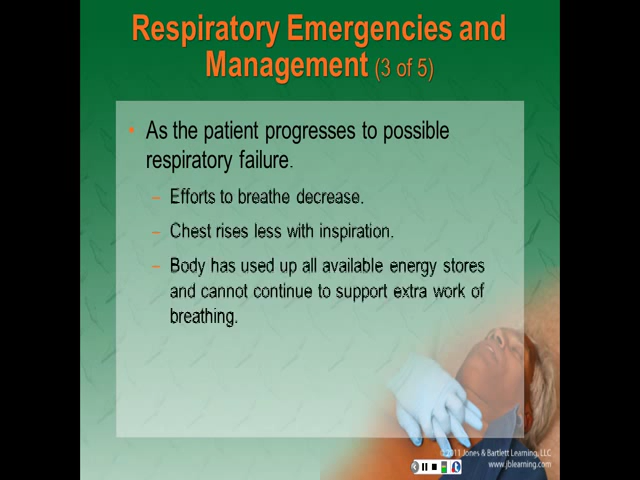 Respiratory Emergencies and
Management (3 of 5)
• As the patient progresses to possible
respiratory failure.
– Efforts to breathe decrease.
– Chest rises less with inspiration.
– Body has used up all available energy stores
and cannot continue to support extra work of
breathing.
© 2011 Jones & Bartlett Learning, LLC
www.jblearning.com